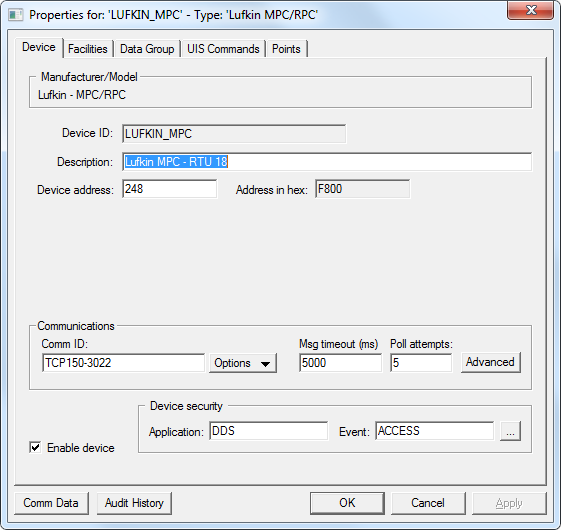 Properties for: 'LUFKIN_MPC' - Type: 'Lufkin MPC/RPC'
Device Facilities Data Group UIS Commands Points
Manufacturer/Model
Lufkin - MPC/RPC
Device ID: LUFKIN_MPC
Description: Lufkin MPC - RTU 18
Device address: 248 Address in hex: F800
Communications
Comm ID: Msg timeout (ms) Poll attempts:
TCP150-3022 Options 5000 5 Advanced
Device security
Application: DDS Event: ACCESS ...
Enable device
Comm Data Audit History OK Cancel Apply